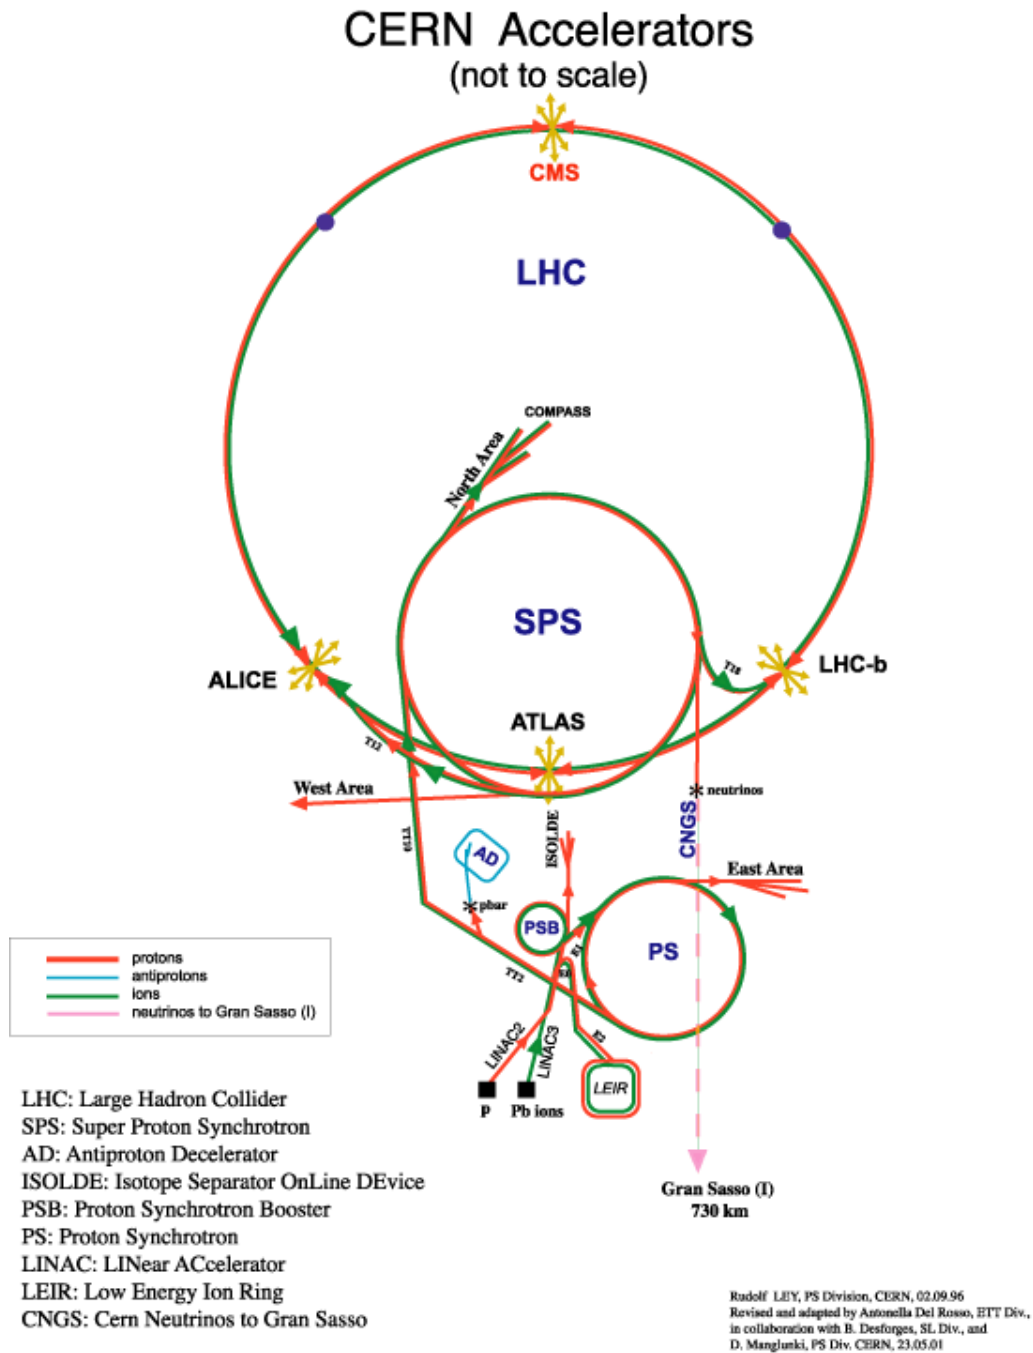 CERN Accelerators
(not to scale)
CMS
LHC
COMPASS
North Area
SPS
T18
LHC-b
ALICE
ATLAS
T12
West Area
neutrinos
CNGS
TT10
ISOLDE
AD
East Area
pbar
PSB
E1
PS
protons
antiprotons
ions
neutrinos to Gran Sasso (I)
TT2
E0
LINAC2
LINAC3
E2
LEIR
p
Pb ions
Gran Sasso (I)
730 km
LHC: Large Hadron Collider
SPS: Super Proton Synchrotron
AD: Antiproton Decelerator
ISOLDE: Isotope Separator OnLine DEvice
PSB: Proton Synchrotron Booster
PS: Proton Synchrotron
LINAC: LINear ACcelerator
LEIR: Low Energy Ion Ring
CNGS: Cern Neutrinos to Gran Sasso
Rudolf LEY, PS Division, CERN, 02.09.96
Revised and adapted by Antonella Del Rosso, ETT Div.,
in collaboration with B. Desforges, SL Div., and
D. Manglunki, PS Div. CERN, 23.05.01